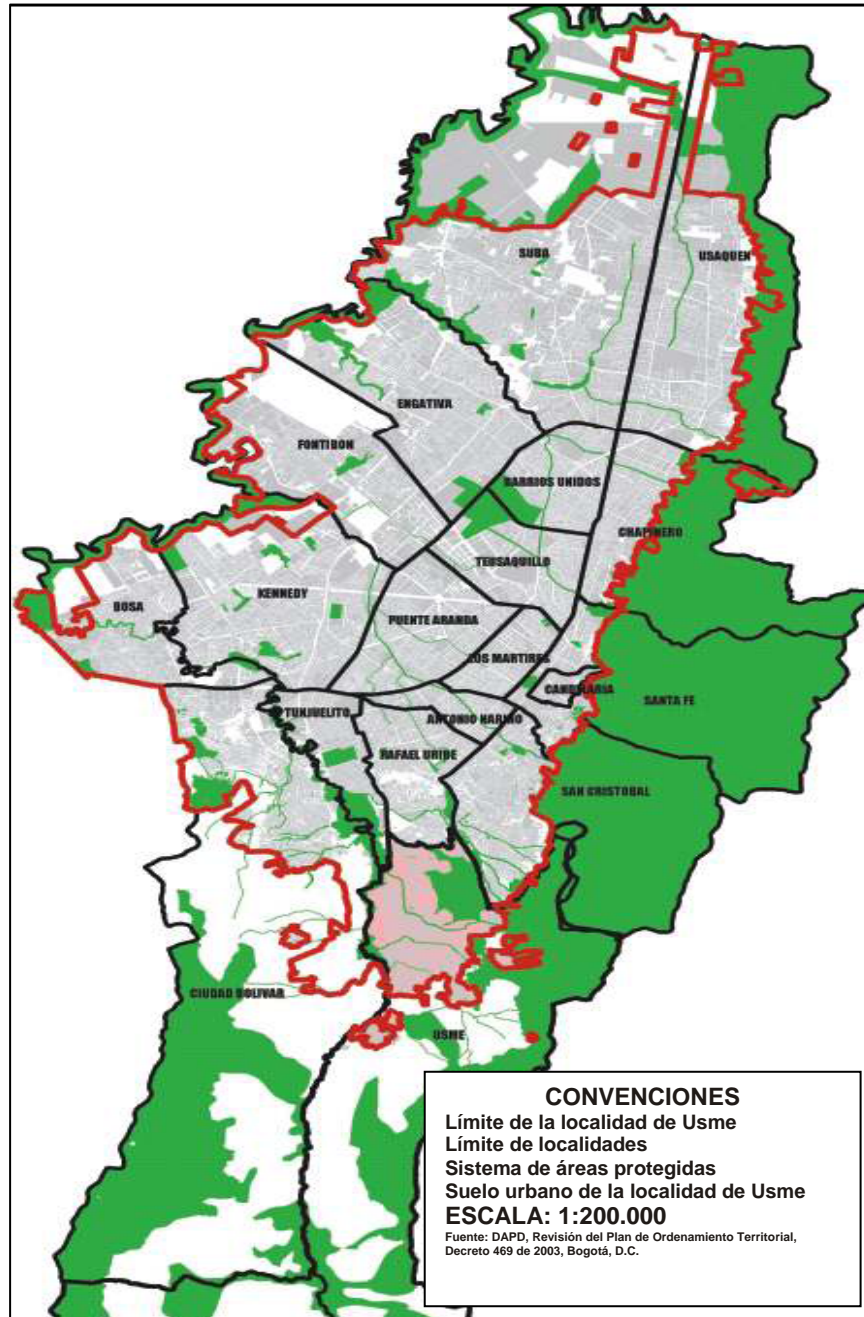 SUBA
USAQUEN
ENGATIVA
FONTIBON
BARRIOS UNIDOS
CHAPINERO
TEUSAQUILLO
KENNEDY
BOSA
PUENTE ARANDA
LOS MARTIRES
CANDELARIA
SANTA FE
TUNJUELITO
ANTONIO NARIÑO
RAFAEL URIBE
SAN CRISTOBAL
CIUDAD BOLIVAR
USME
CONVENCIONES
Límite de la localidad de Usme
Límite de localidades
Sistema de áreas protegidas
Suelo urbano de la localidad de Usme
ESCALA: 1:200.000
Fuente: DAPD, Revisión del Plan de Ordenamiento Territorial,
Decreto 469 de 2003, Bogotá, D.C.